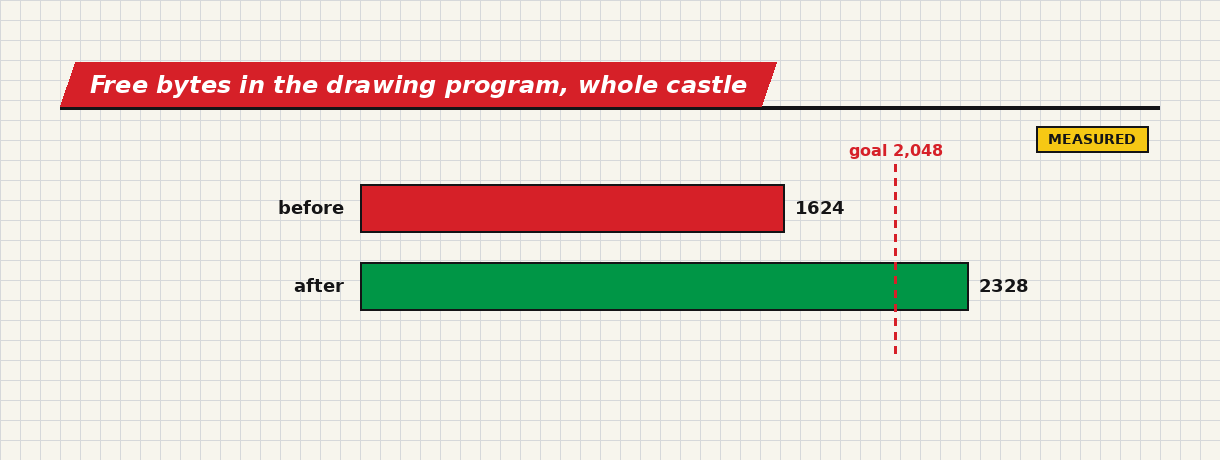 Free bytes in the drawing program, whole castle
MEASURED
goal 2,048
before 1624
after 2328